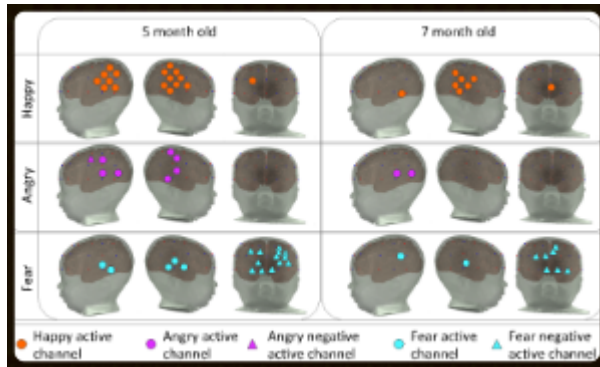 5 month old
7 month old
Happy
Angry
Fear
Happy active channel
Angry active channel
Angry negative active channel
Fear active channel
Fear negative active channel